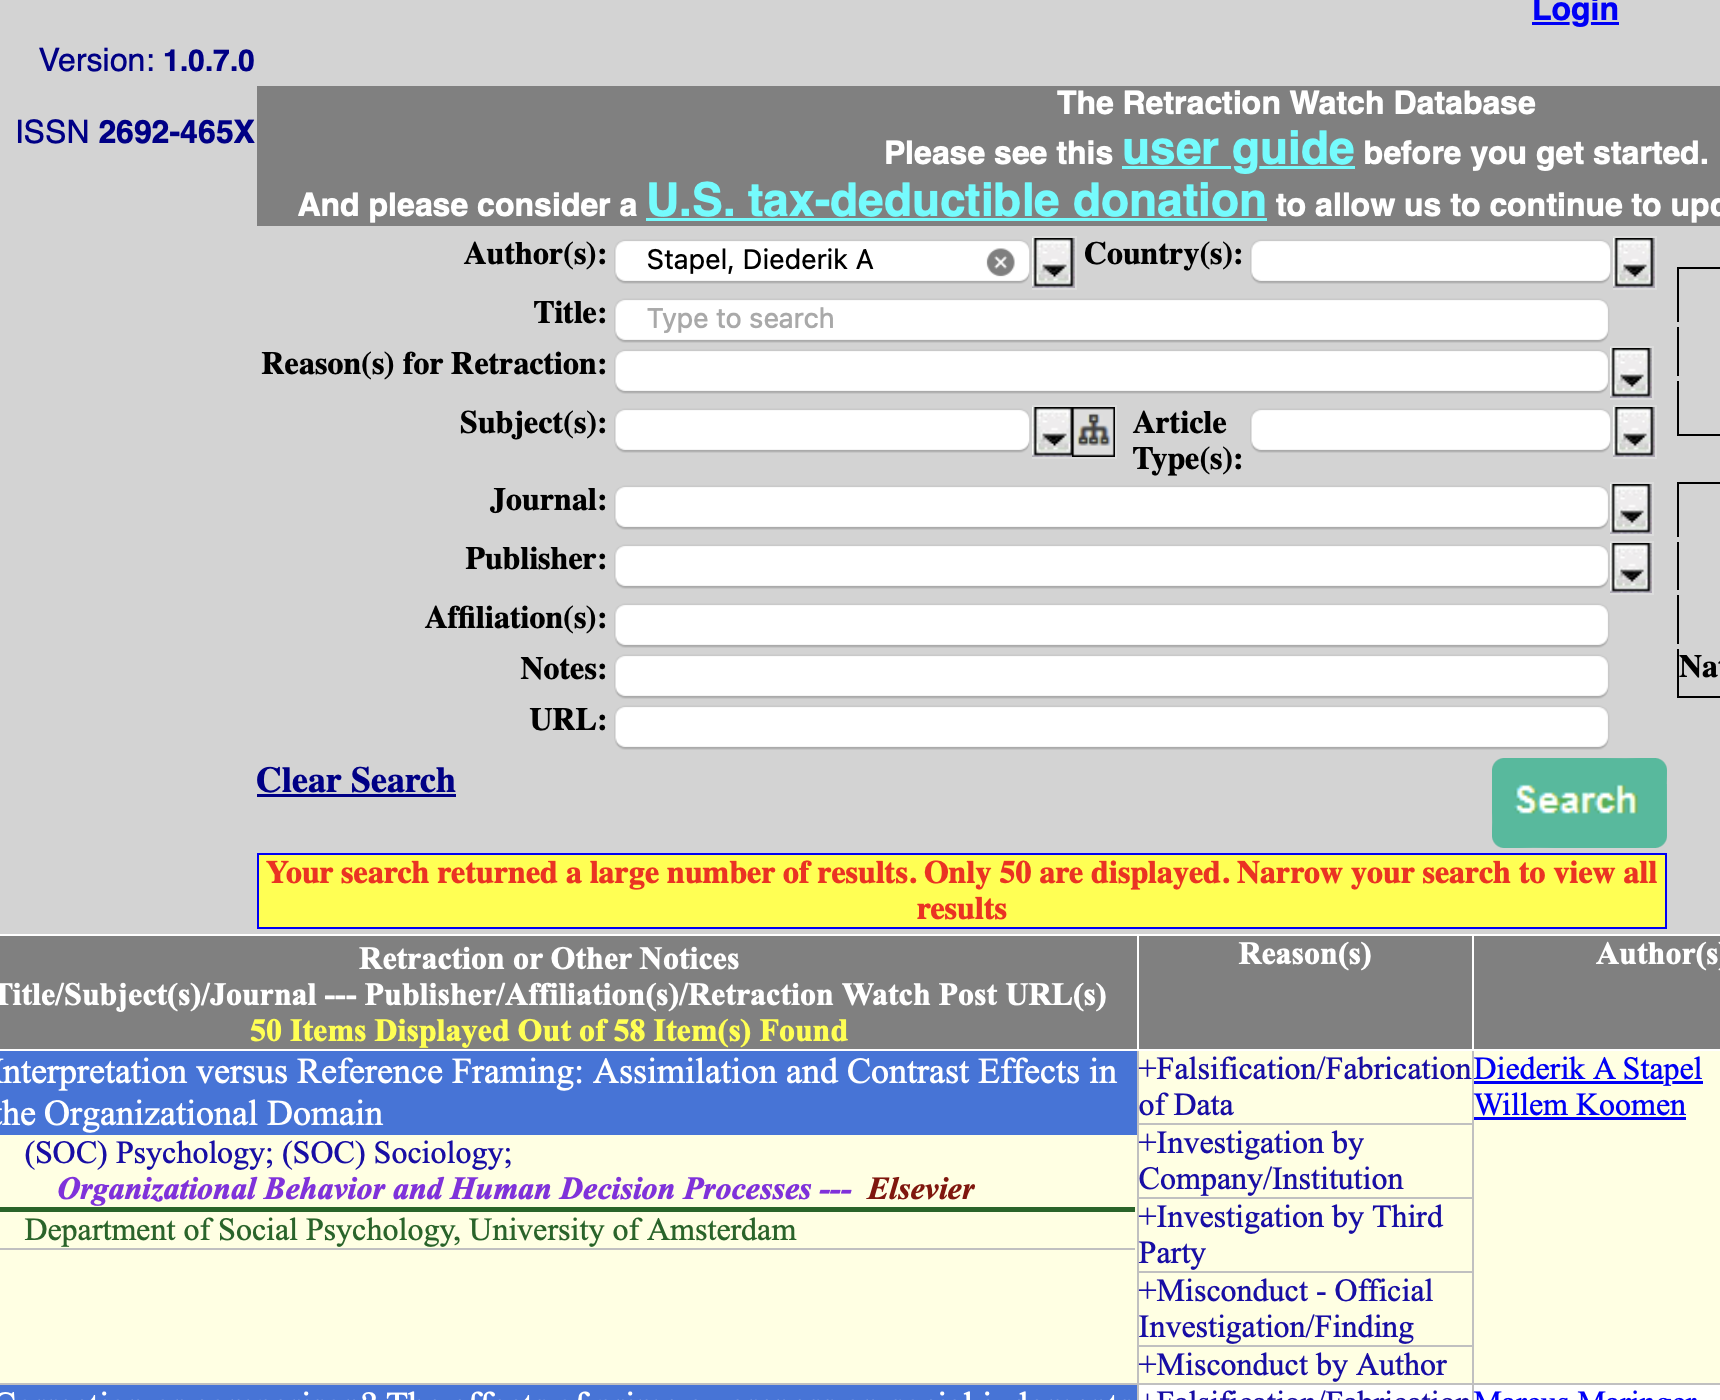 Login
Version: 1.0.7.0
ISSN 2692-465X
The Retraction Watch Database
Please see this user guide before you get started.
And please consider a U.S. tax-deductible donation to allow us to continue to
Author(s): Stapel, Diederik A Country(s):
Title: Type to search
Reason(s) for Retraction:
Subject(s): Article Type(s):
Journal:
Publisher:
Affiliation(s):
Notes:
URL:
Clear Search
Search
Your search returned a large number of results. Only 50 are displayed. Narrow your search to view all
results
Retraction or Other Notices
Title/Subject(s)/Journal --- Publisher/Affiliation(s)/Retraction Watch Post URL(s)
50 Items Displayed Out of 58 Item(s) Found
Reason(s)
Author(s)
Interpretation versus Reference Framing: Assimilation and Contrast Effects in
the Organizational Domain
(SOC) Psychology; (SOC) Sociology;
Organizational Behavior and Human Decision Processes --- Elsevier
Department of Social Psychology, University of Amsterdam
+Falsification/Fabrication
of Data
+Investigation by
Company/Institution
+Investigation by Third
Party
+Misconduct - Official
Investigation/Finding
+Misconduct by Author
Diederik A Stapel
Willem Koomen